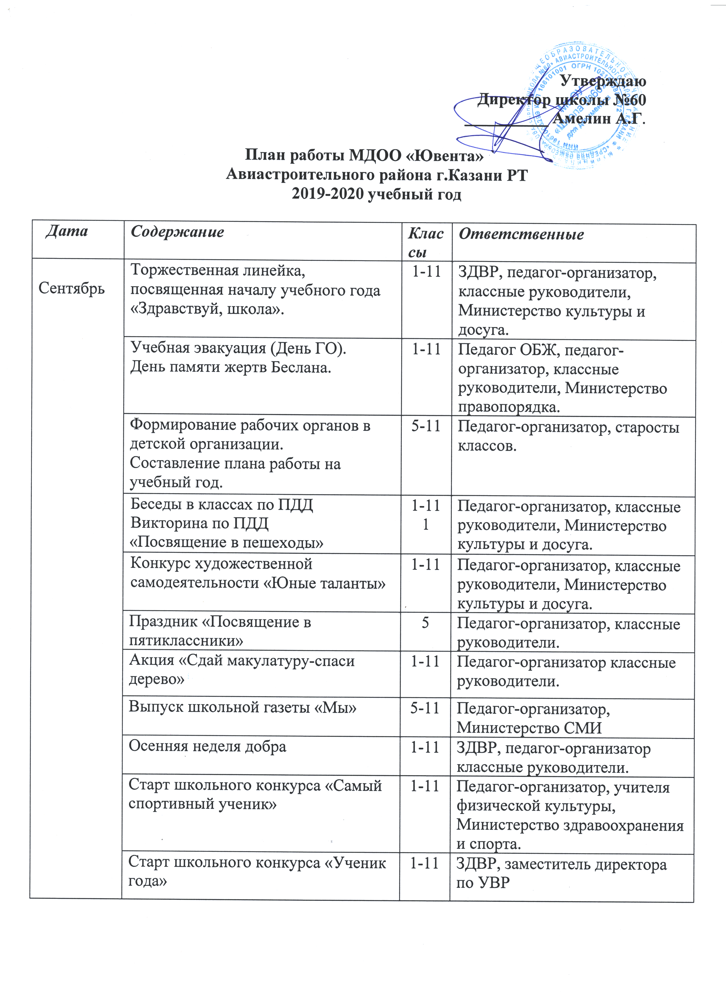 Утверждаю
Директор школы №60
Амелин А.Г.
План работы МДОО «Ювента»
Авиастроительного района г.Казани РТ
2019-2020 учебный год
Дата
Содержание
Клас
сы
Ответственные
Сентябрь
Торжественная линейка,
посвященная началу учебного года
«Здравствуй, школа».
1-11
ЗДВР, педагог-организатор,
классные руководители,
Министерство культуры и
досуга.
Учебная эвакуация (День ГО).
День памяти жертв Беслана.
1-11
Педагог ОБЖ, педагог-
организатор, классные
руководители, Министерство
правопорядка.
Формирование рабочих органов в
детской организации.
Составление плана работы на
учебный год.
5-11
Педагог-организатор, старосты
классов.
Беседы в классах по ПДД
Викторина по ПДД
«Посвящение в пешеходы»
1-11
1
Педагог-организатор, классные
руководители, Министерство
культуры и досуга.
Конкурс художественной
самодеятельности «Юные таланты»
1-11
Педагог-организатор, классные
руководители, Министерство
культуры и досуга.
Праздник «Посвящение в
пятиклассники»
5
Педагог-организатор, классные
руководители.
Акция «Сдай макулатуру-спаси
дерево»
1-11
Педагог-организатор классные
руководители.
Выпуск школьной газеты «Мы»
5-11
Педагог-организатор,
Министерство СМИ
Осенняя неделя добра
1-11
ЗДВР, педагог-организатор
классные руководители.
Старт школьного конкурса «Самый
спортивный ученик»
1-11
Педагог-организатор, учителя
физической культуры,
Министерство здравоохранения
и спорта.
Старт школьного конкурса «Ученик
года»
1-11
ЗДВР, заместитель директора
по УВР